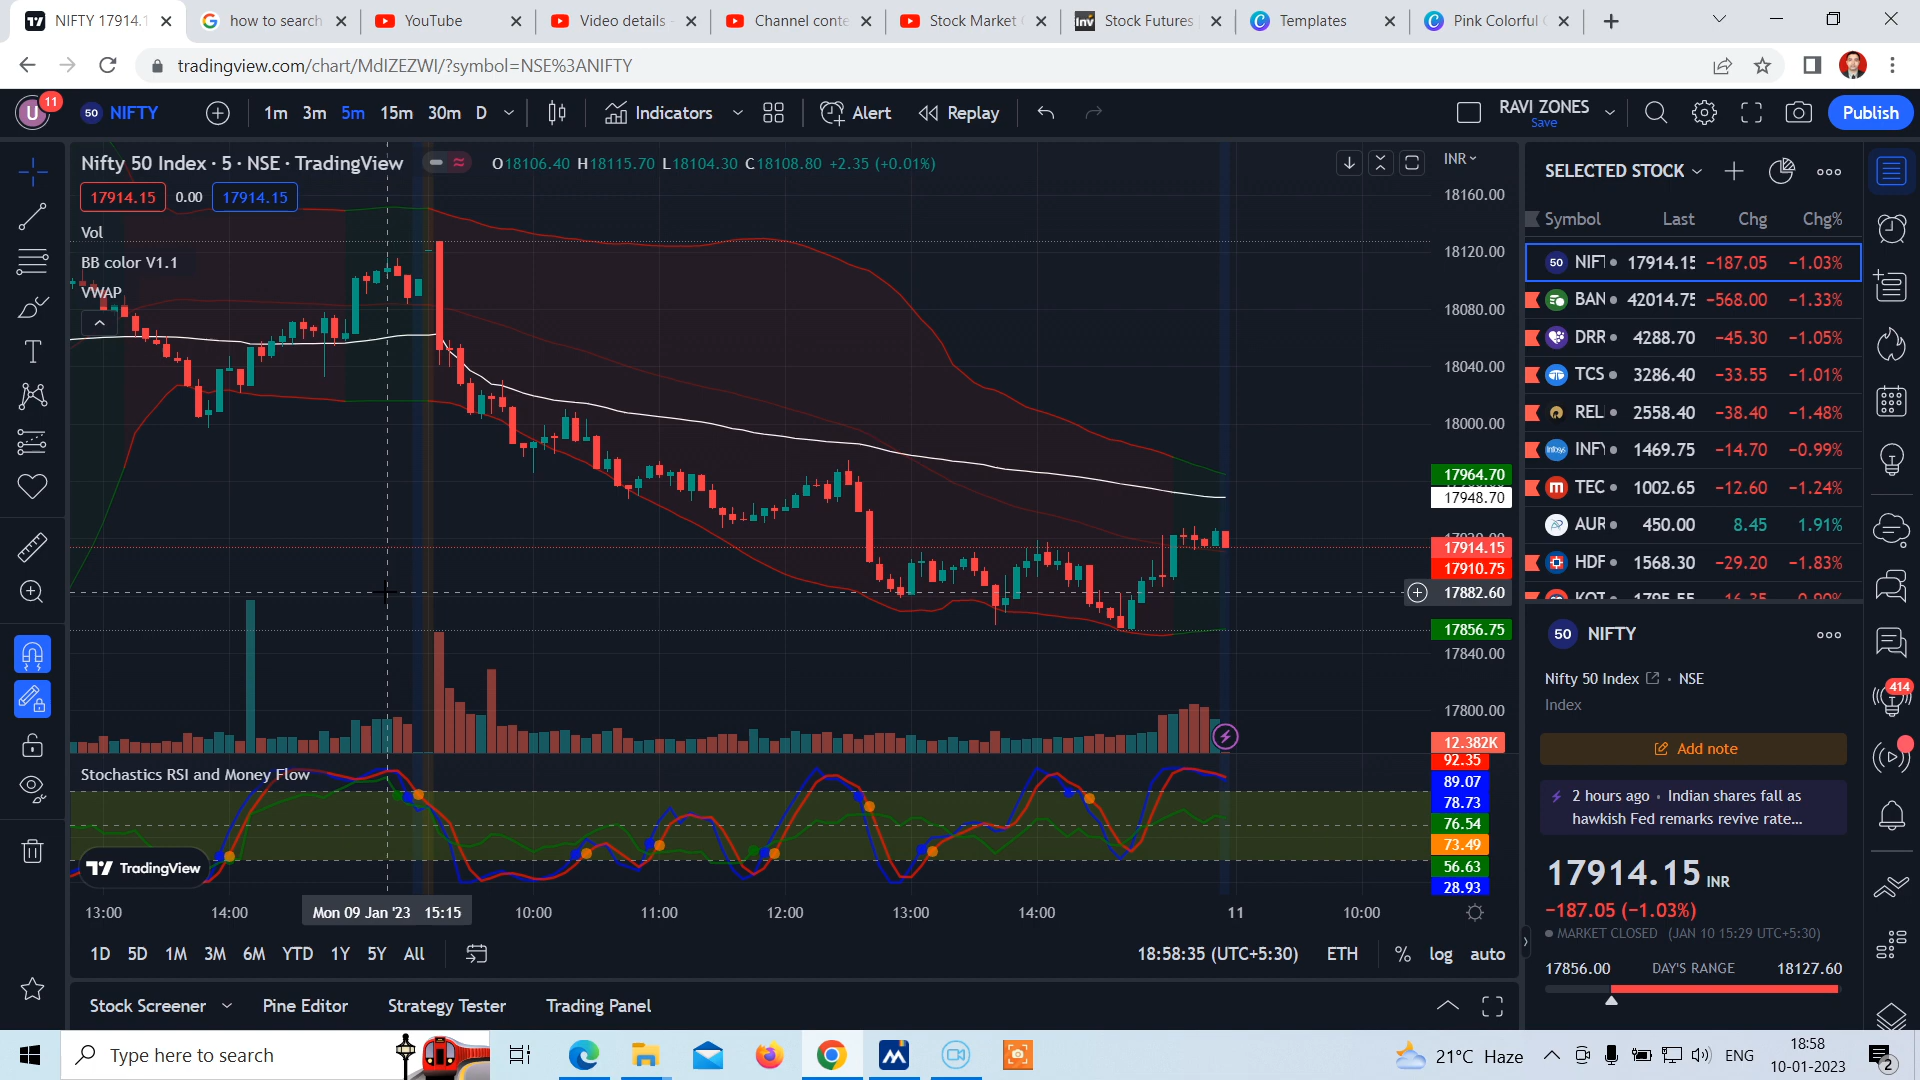 NIFTY 17914.1
how to search
YouTube
Video details
Channel conte
Stock Market
Stock Futures
Templates
Pink Colorful
tradingview.com/chart/MdIZEZWI/?symbol=NSE%3ANIFTY
U 11 50 NIFTY 1m 3m 5m 15m 30m D Indicators Alert Replay RAVI ZONES Save Publish
Nifty 50 Index · 5 · NSE · TradingView O18106.40 H18115.70 L18104.30 C18108.80 +2.35 (+0.01%) INR
17914.15 0.00 17914.15
Vol
BB color V1.1
VWAP
18160.00
18120.00
18080.00
18040.00
18000.00
17964.70
17948.70
17914.15
17910.75
17882.60
17856.75
17840.00
17800.00
12.382K
92.35
89.07
78.73
76.54
73.49
56.63
28.93
Stochastics RSI and Money Flow
TradingView
13:00 14:00 Mon 09 Jan '23 15:15 10:00 11:00 12:00 13:00 14:00 11 10:00
1D 5D 1M 3M 6M YTD 1Y 5Y All 18:58:35 (UTC+5:30) ETH % log auto
Stock Screener Pine Editor Strategy Tester Trading Panel
SELECTED STOCK
Symbol Last Chg Chg%
50 NIFT 17914.15 −187.05 −1.03%
BAN 42014.75 −568.00 −1.33%
DRR 4288.70 −45.30 −1.05%
TCS 3286.40 −33.55 −1.01%
REL 2558.40 −38.40 −1.48%
INFY 1469.75 −14.70 −0.99%
TEC 1002.65 −12.60 −1.24%
AUR 450.00 8.45 1.91%
HDF 1568.30 −29.20 −1.83%
50 NIFTY
Nifty 50 Index · NSE
Index
Add note
2 hours ago · Indian shares fall as
hawkish Fed remarks revive rate...
17914.15 INR
−187.05 (−1.03%)
MARKET CLOSED (JAN 10 15:29 UTC+5:30)
17856.00 DAY'S RANGE 18127.60
414
Type here to search
21°C Haze
ENG
18:58
10-01-2023
2